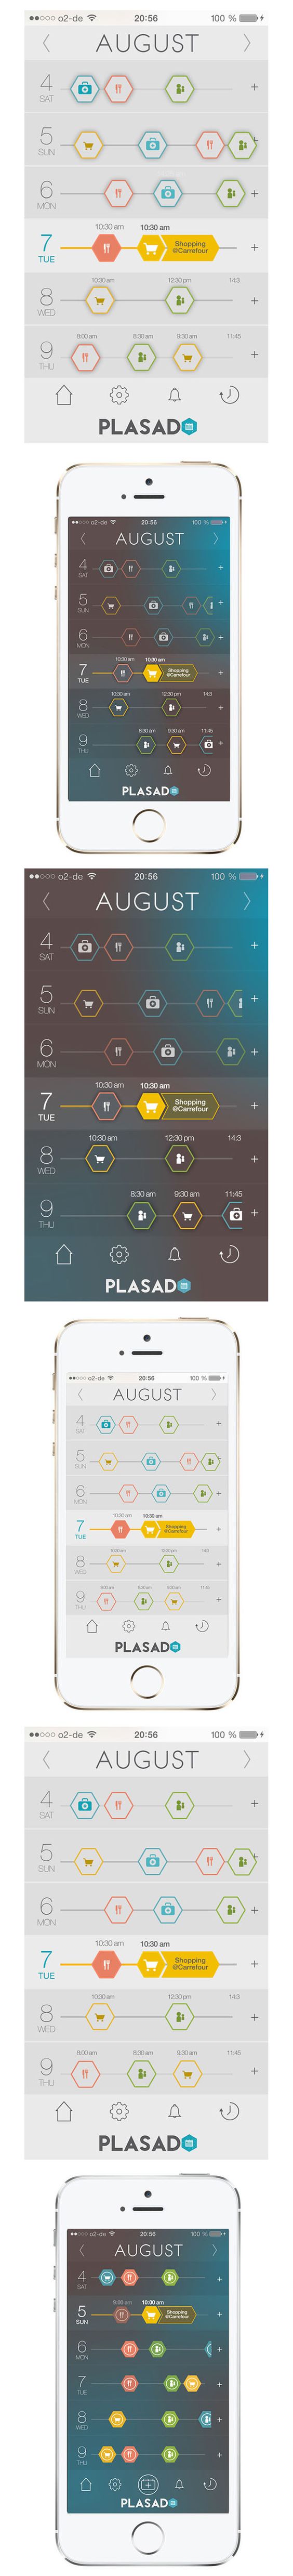 ●●○○○ o2-de 20:56 100 %
AUGUST
4
SAT
+
5
SUN
+
6
MON
+
10:30 am 10:30 am
7
TUE
Shopping
@Carrefour
+
10:30 am 12:30 pm 14:3
8
WED
+
8:00 am 8:30 am 9:30 am 11:45
9
THU
+
PLASAD
●●○○○ o2-de 20:56 100 %
AUGUST
4
SAT
+
5
SUN
+
6
MON
+
10:30 am 10:30 am
7
TUE
Shopping
@Carrefour
+
10:30 am 12:30 pm 14:3
8
WED
+
8:30 am 9:30 am 11:45
9
THU
+
PLASAD
●●○○○ o2-de 20:56 100 %
AUGUST
4
SAT
+
5
SUN
+
6
MON
+
10:30 am 10:30 am
7
TUE
Shopping
@Carrefour
+
10:30 am 12:30 pm 14:3
8
WED
+
8:30 am 9:30 am 11:45
9
THU
+
PLASAD
●●○○○ o2-de 20:56 100 %
AUGUST
4
SAT
+
5
SUN
+
6
MON
+
10:30 am 10:30 am
7
TUE
Shopping
@Carrefour
+
10:30 am 12:30 pm 14:3
8
WED
+
8:00 am 8:30 am 9:30 am 11:45
9
THU
+
PLASAD
●●○○○ o2-de 20:56 100 %
AUGUST
4
SAT
+
5
SUN
+
6
MON
+
10:30 am 10:30 am
7
TUE
Shopping
@Carrefour
+
10:30 am 12:30 pm 14:3
8
WED
+
8:00 am 8:30 am 9:30 am 11:45
9
THU
+
PLASAD
●●○○○ o2-de 20:56 100 %
AUGUST
4
SAT
+
9:00 am 10:00 am
5
SUN
Shopping
@Carrefour
+
6
MON
+
7
TUE
+
8
WED
+
9
THU
+
PLASAD